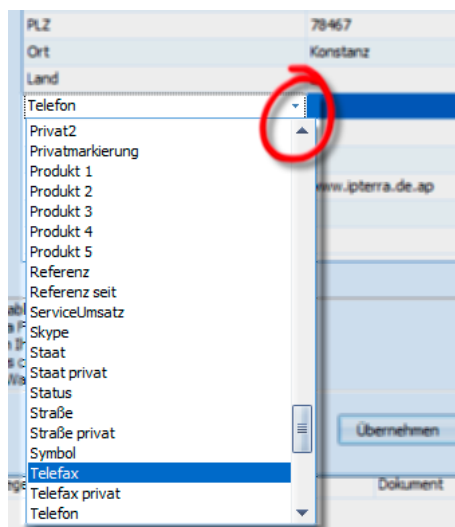 PLZ 78467
Ort Konstanz
Land
Telefon
Privat2
Privatmarkierung
Produkt 1
Produkt 2
www.ipterra.de.ap
Produkt 3
Produkt 4
Produkt 5
Referenz
Referenz seit
ServiceUmsatz
Skype
Staat
Staat privat
Status
Straße
Straße privat
Übernehmen
Symbol
Telefax
Telefax privat
Dokument
Telefon